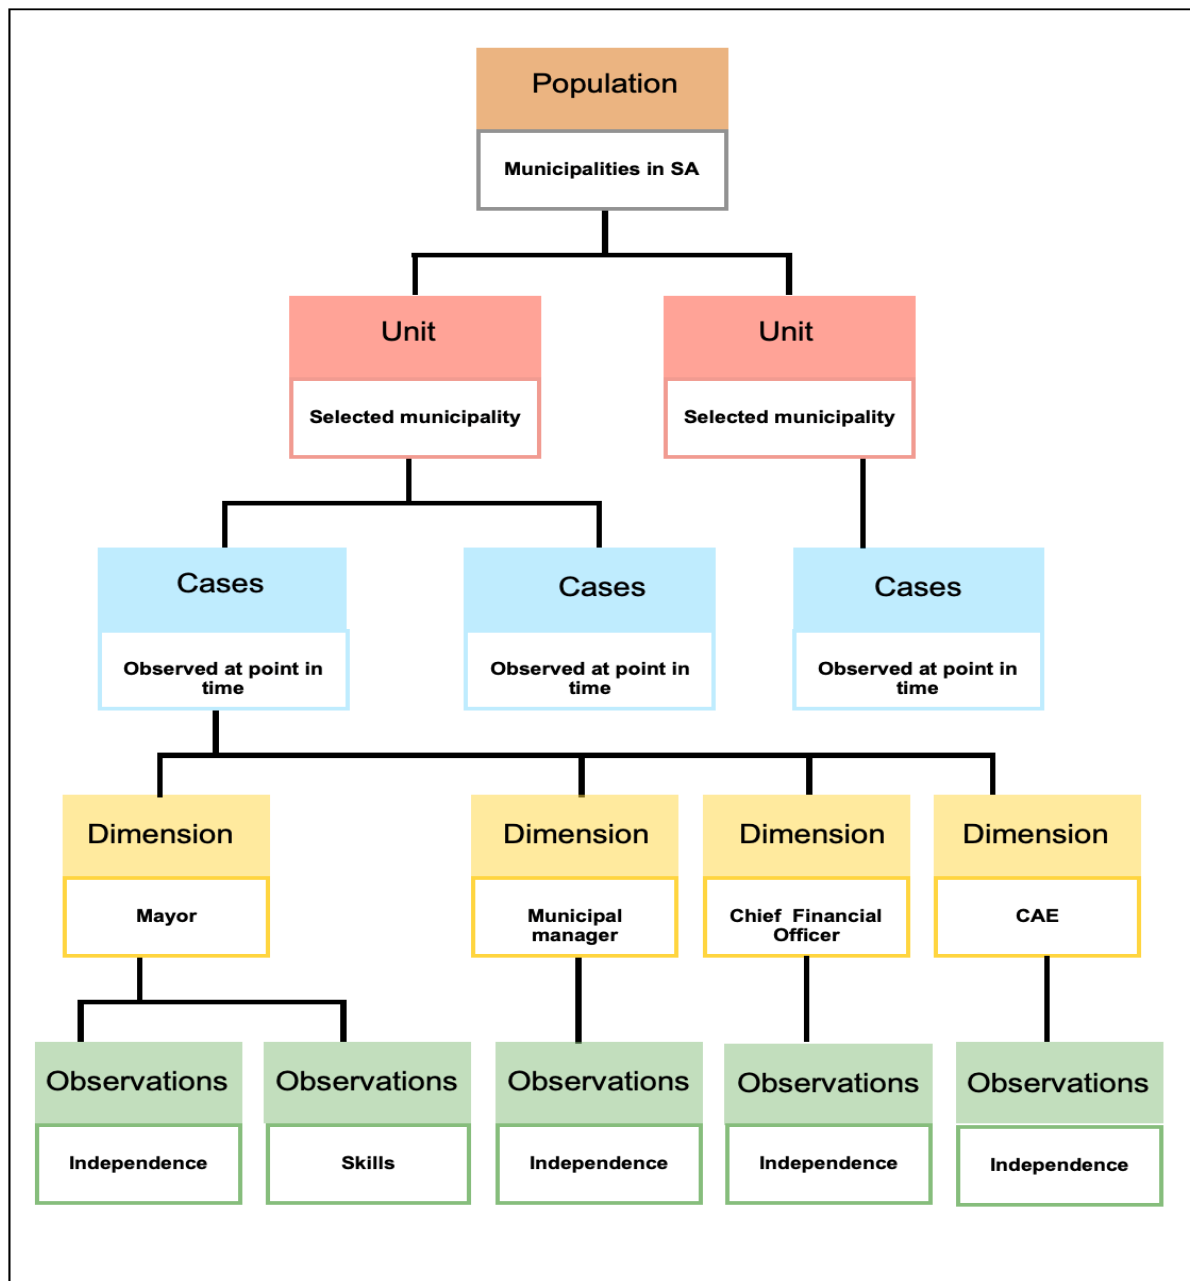 Population
Municipalities in SA
Unit
Selected municipality
Unit
Selected municipality
Cases
Observed at point in
time
Cases
Observed at point in
time
Cases
Observed at point in
time
Dimension
Mayor
Dimension
Municipal
manager
Dimension
Chief Financial
Officer
Dimension
CAE
Observations
Independence
Observations
Skills
Observations
Independence
Observations
Independence
Observations
Independence